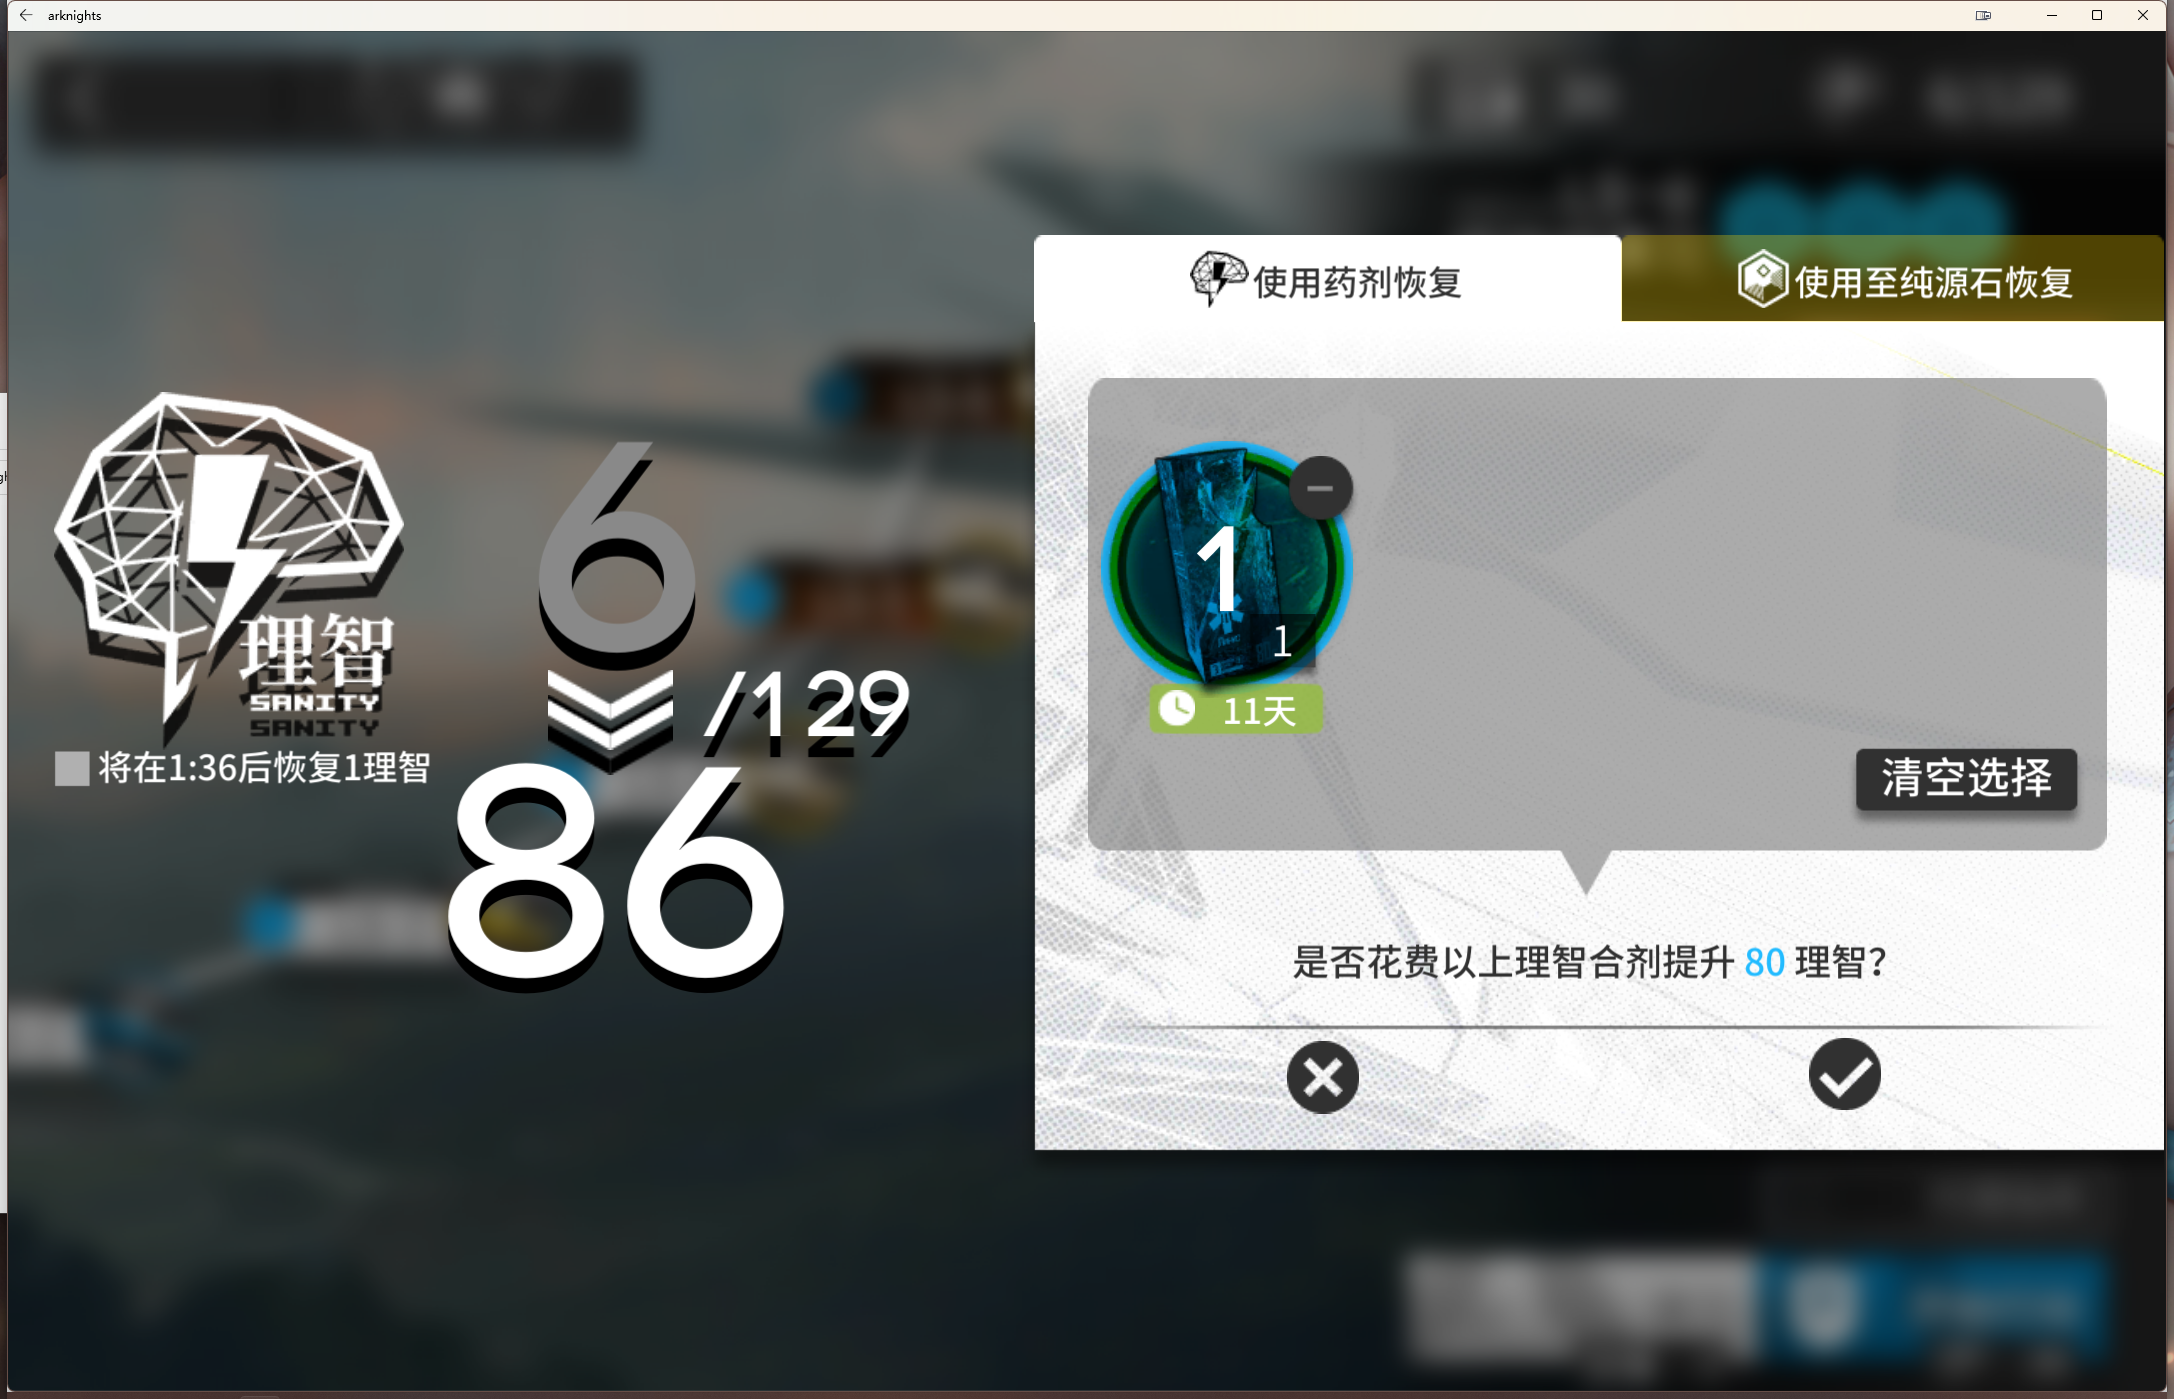 arknights
使用药剂恢复
使用至纯源石恢复
6
/129
86
理智
SANITY
将在1:36后恢复1理智
1
1
11天
清空选择
是否花费以上理智合剂提升 80 理智？